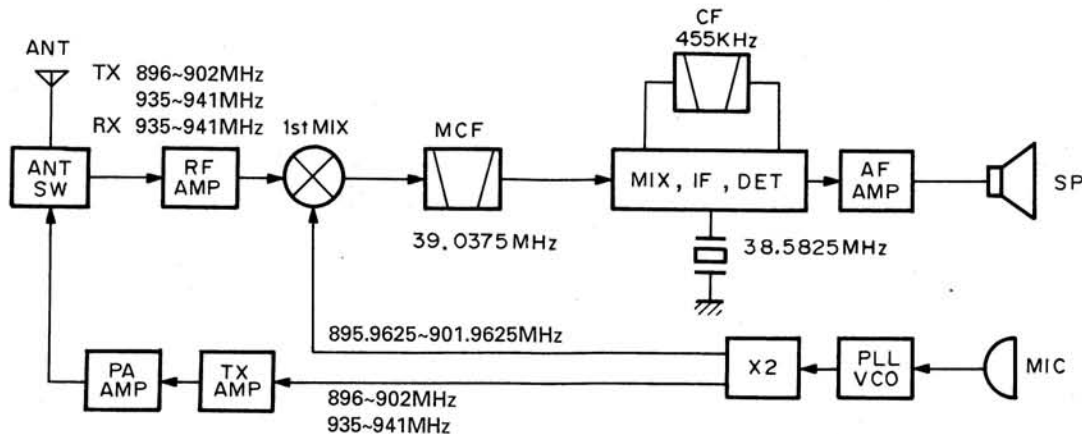 CF
455KHz
ANT
TX 896~902MHz
935~941MHz
RX 935~941MHz
1st MIX
MCF
ANT
SW
RF
AMP
MIX, IF, DET
AF
AMP
SP
39.0375MHz
38.5825MHz
895.9625~901.9625MHz
PA
AMP
TX
AMP
X2
PLL
VCO
MIC
896~902MHz
935~941MHz